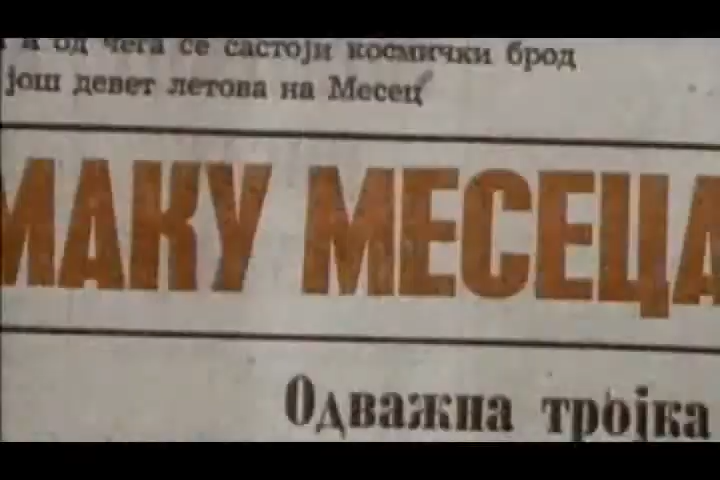 и од чега се састоји космички брод
још девет летова на Месец
МАКУ МЕСЕЦА
Одважна тројка